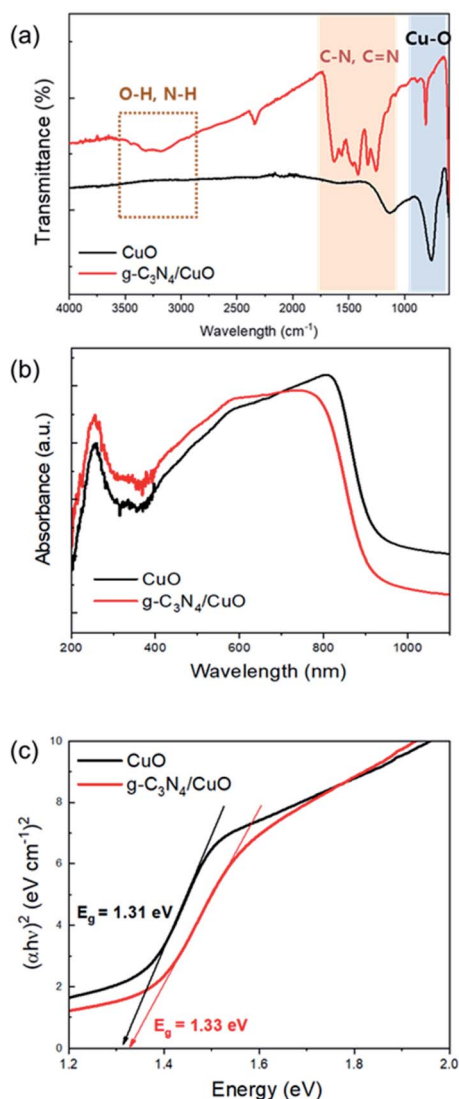 (a)
O-H, N-H
C-N, C=N
Cu-O
Transmittance (%)
CuO
g-C₃N₄/CuO
4000 3500 3000 2500 2000 1500 1000
Wavelength (cm⁻¹)
(b)
Absorbance (a.u.)
CuO
g-C₃N₄/CuO
200 400 600 800 1000
Wavelength (nm)
(c)
10
8
6
4
2
0
(αhν)² (eV cm⁻¹)²
CuO
g-C₃N₄/CuO
E_g = 1.31 eV
E_g = 1.33 eV
1.2 1.4 1.6 1.8 2.0
Energy (eV)